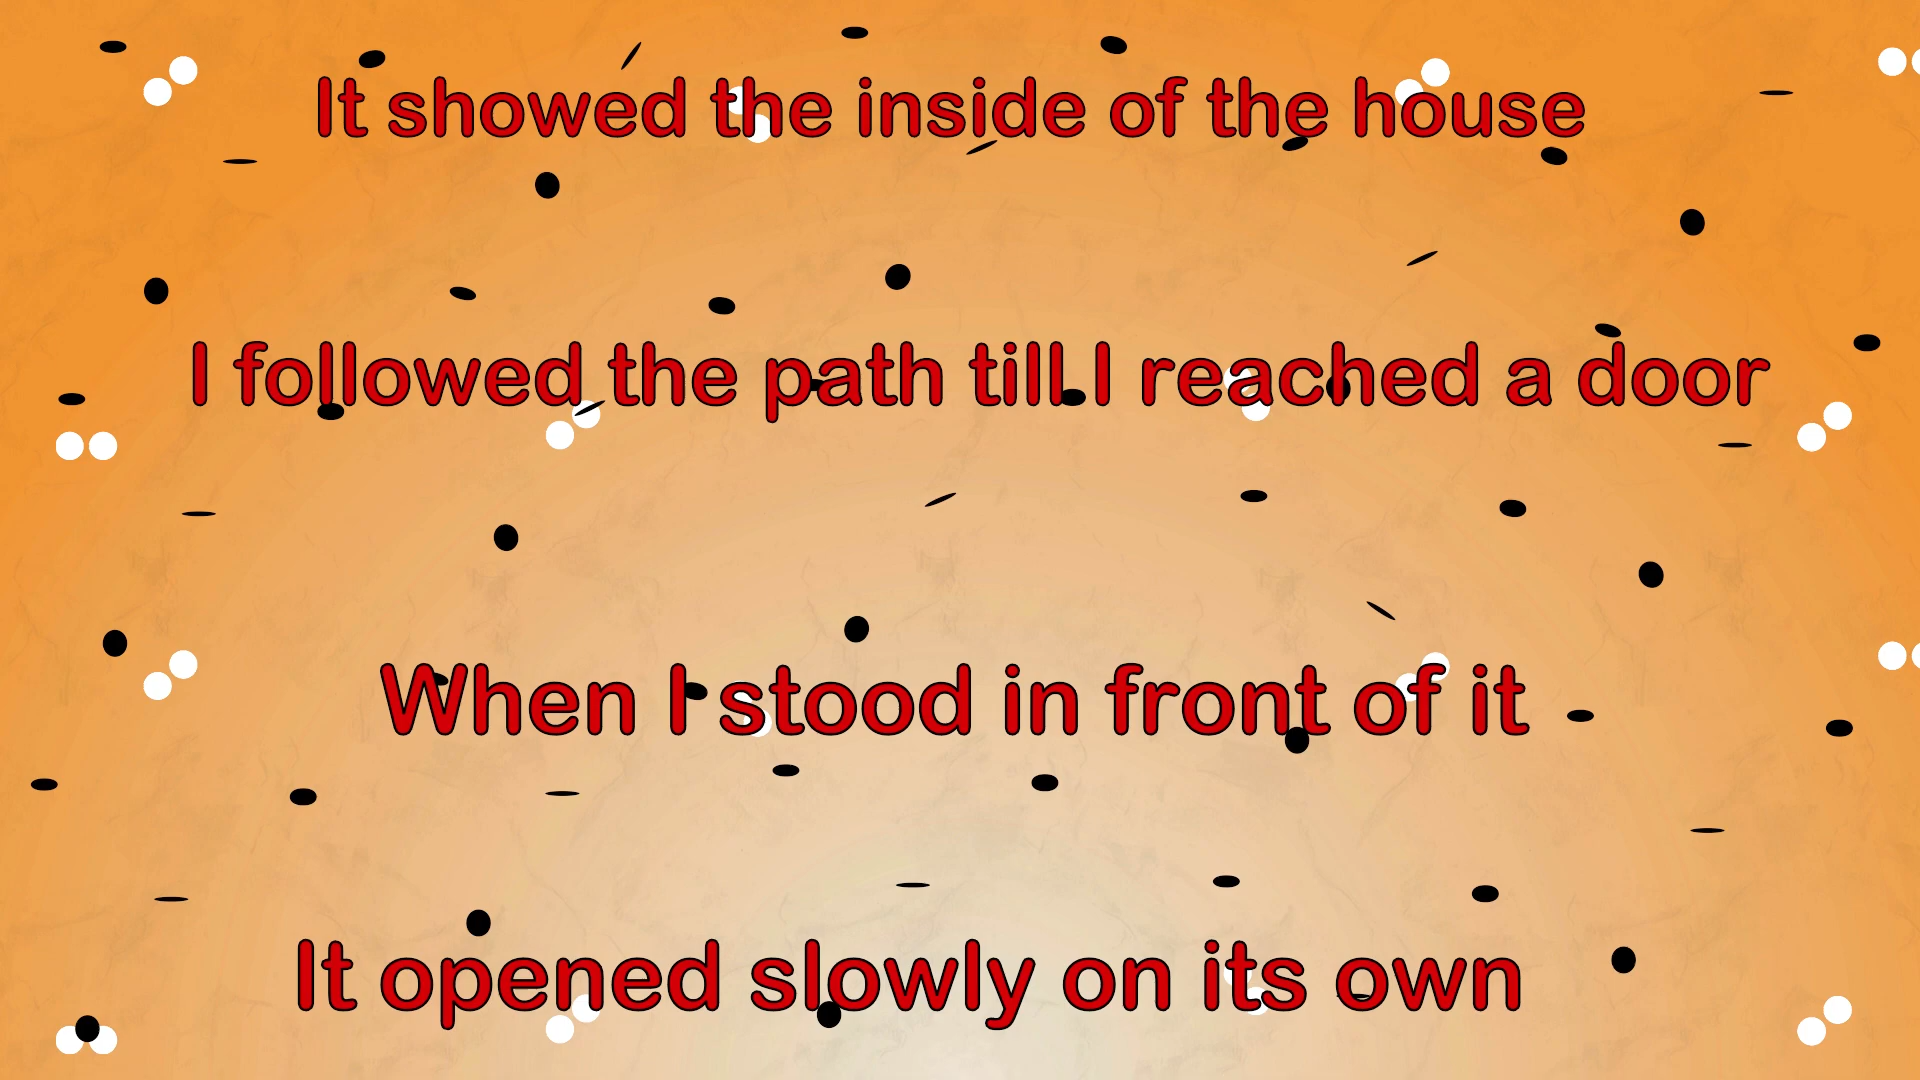 It showed the inside of the house
I followed the path till I reached a door
When I stood in front of it
It opened slowly on its own